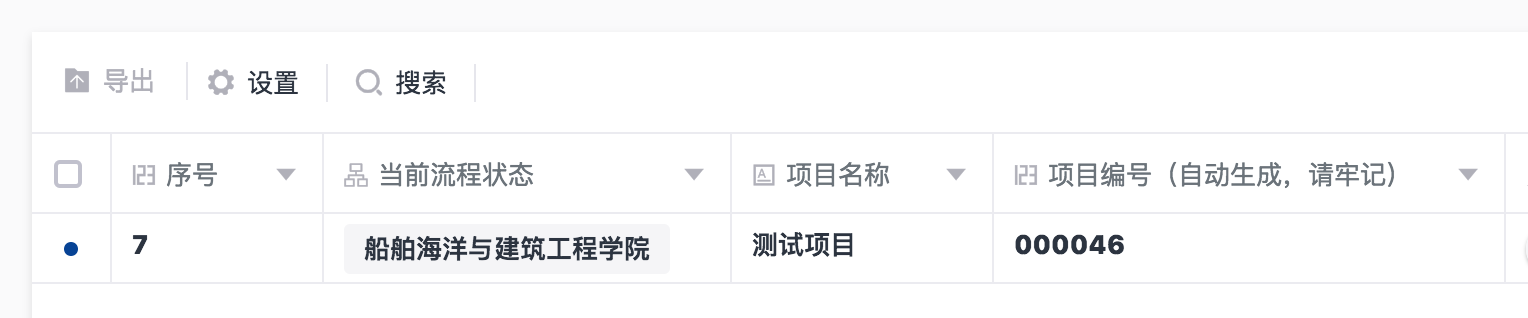 导出 设置 搜索
序号 当前流程状态 项目名称 项目编号（自动生成，请牢记）
7 船舶海洋与建筑工程学院 测试项目 000046